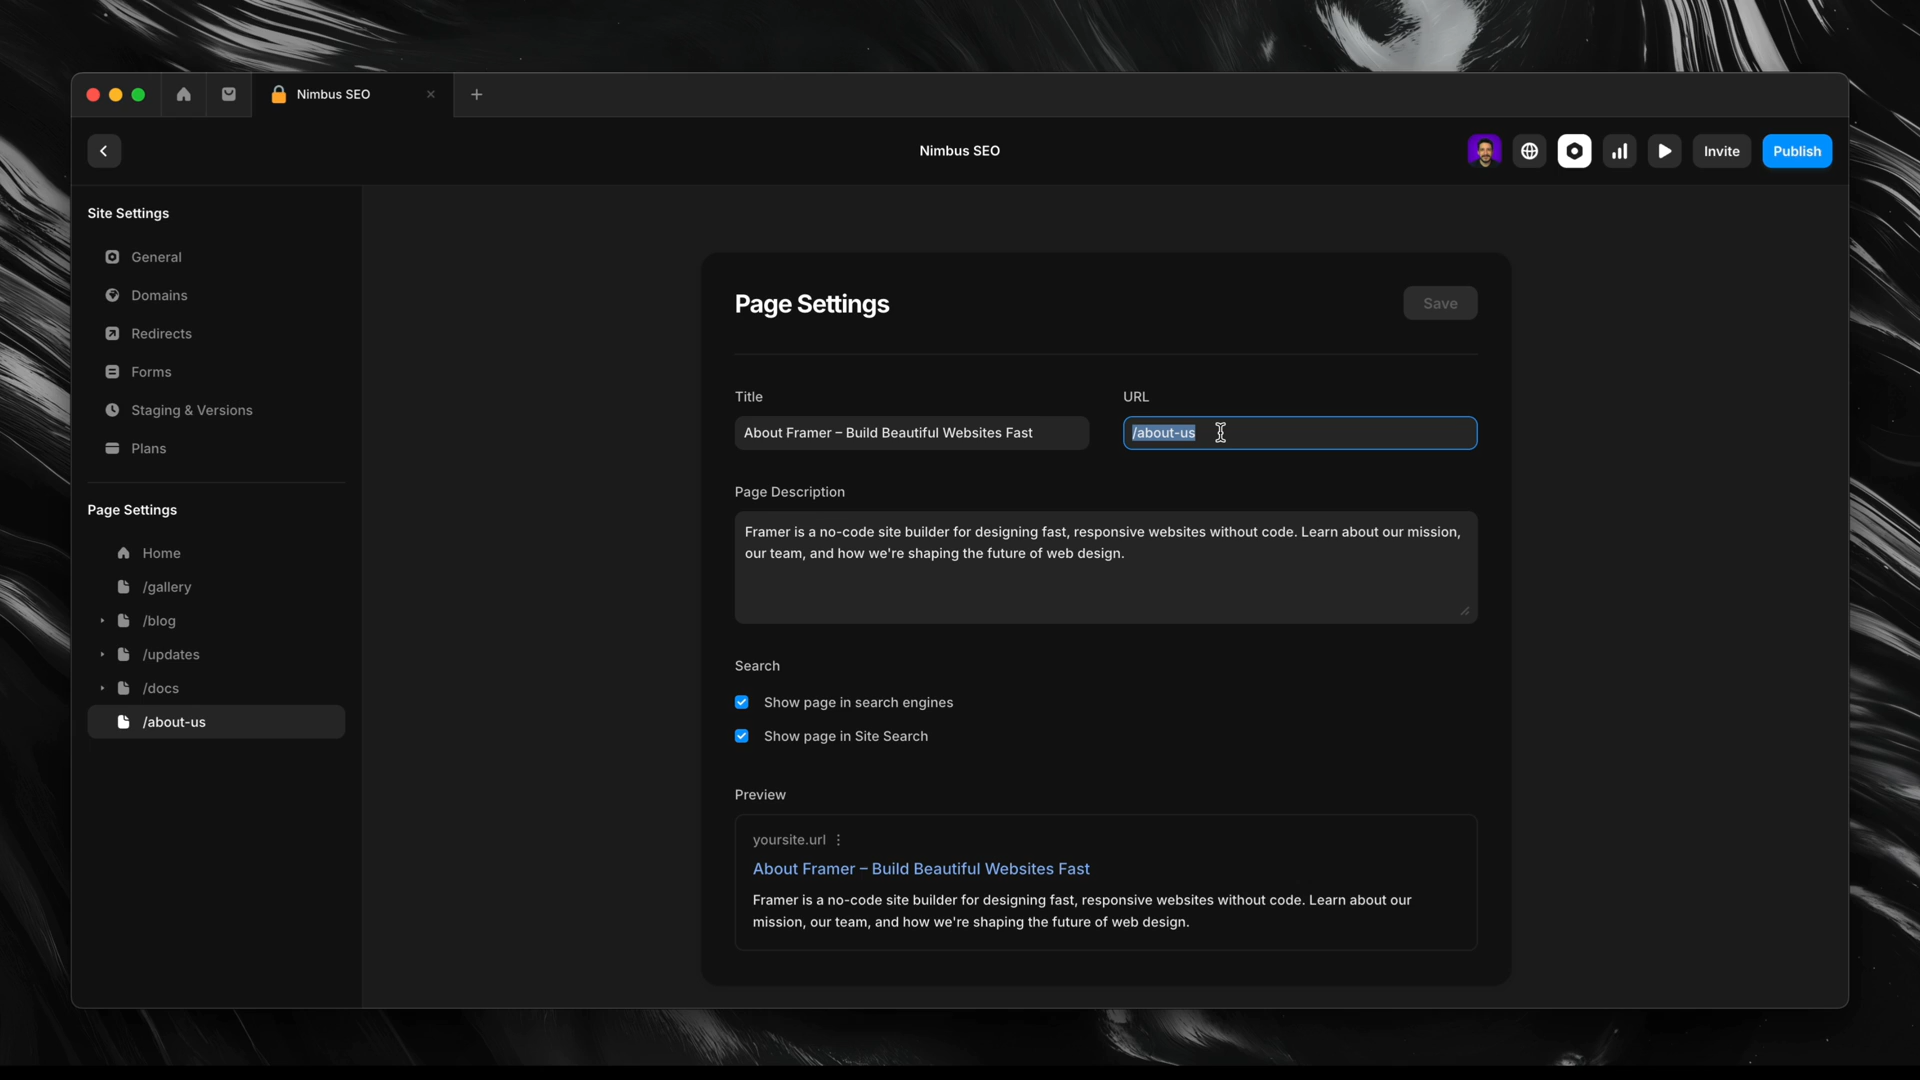 Nimbus SEO
Nimbus SEO
Invite
Publish
Site Settings
General
Domains
Redirects
Forms
Staging & Versions
Plans
Page Settings
Home
/gallery
/blog
/updates
/docs
/about-us
Page Settings
Save
Title
URL
About Framer – Build Beautiful Websites Fast
/about-us
Page Description
Framer is a no-code site builder for designing fast, responsive websites without code. Learn about our mission,
our team, and how we're shaping the future of web design.
Search
Show page in search engines
Show page in Site Search
Preview
yoursite.url
About Framer – Build Beautiful Websites Fast
Framer is a no-code site builder for designing fast, responsive websites without code. Learn about our
mission, our team, and how we're shaping the future of web design.